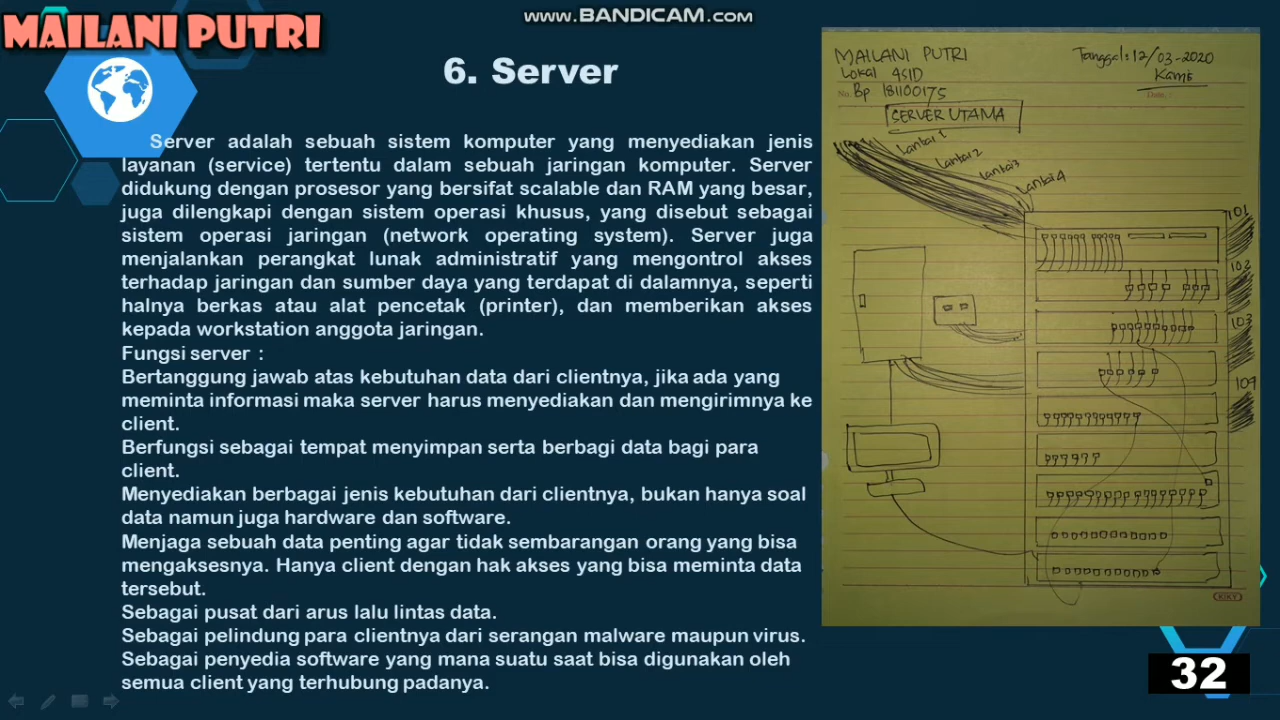 www.BANDICAM.com
MAILANI PUTRI
6. Server
Server adalah sebuah sistem komputer yang menyediakan jenis
layanan (service) tertentu dalam sebuah jaringan komputer. Server
didukung dengan prosesor yang bersifat scalable dan RAM yang besar,
juga dilengkapi dengan sistem operasi khusus, yang disebut sebagai
sistem operasi jaringan (network operating system). Server juga
menjalankan perangkat lunak administratif yang mengontrol akses
terhadap jaringan dan sumber daya yang terdapat di dalamnya, seperti
halnya berkas atau alat pencetak (printer), dan memberikan akses
kepada workstation anggota jaringan.
Fungsi server :
Bertanggung jawab atas kebutuhan data dari clientnya, jika ada yang
meminta informasi maka server harus menyediakan dan mengirimnya ke
client.
Berfungsi sebagai tempat menyimpan serta berbagi data bagi para
client.
Menyediakan berbagai jenis kebutuhan dari clientnya, bukan hanya soal
data namun juga hardware dan software.
Menjaga sebuah data penting agar tidak sembarangan orang yang bisa
mengaksesnya. Hanya client dengan hak akses yang bisa meminta data
tersebut.
Sebagai pusat dari arus lalu lintas data.
Sebagai pelindung para clientnya dari serangan malware maupun virus.
Sebagai penyedia software yang mana suatu saat bisa digunakan oleh
semua client yang terhubung padanya.
MAILANI PUTRI
Tanggal : 12/03-2020
Lokal 4SID
Kamis
No. Bp 18100175
Date :
SERVER UTAMA
Lantai 1
Lantai 2
Lantai 3
Lantai 4
101
102
103
104
KIKY
32